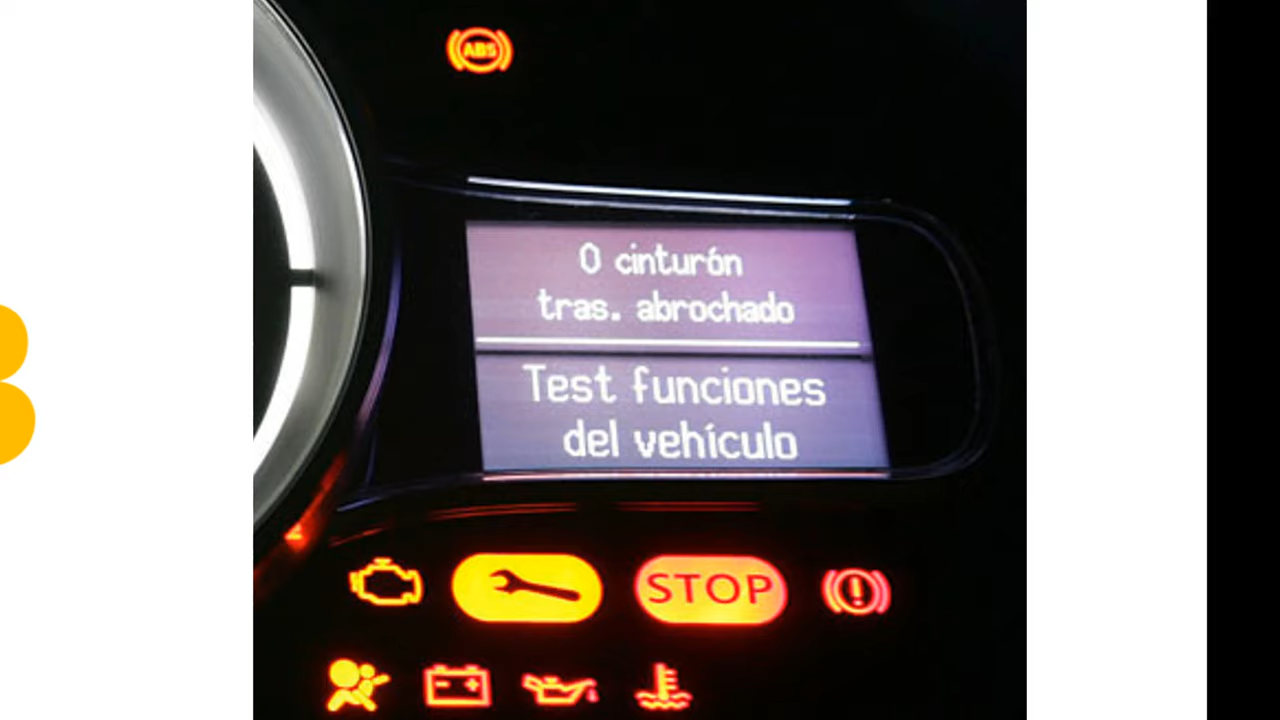 ABS
0 cinturón
tras. abrochado
Test funciones
del vehículo
STOP